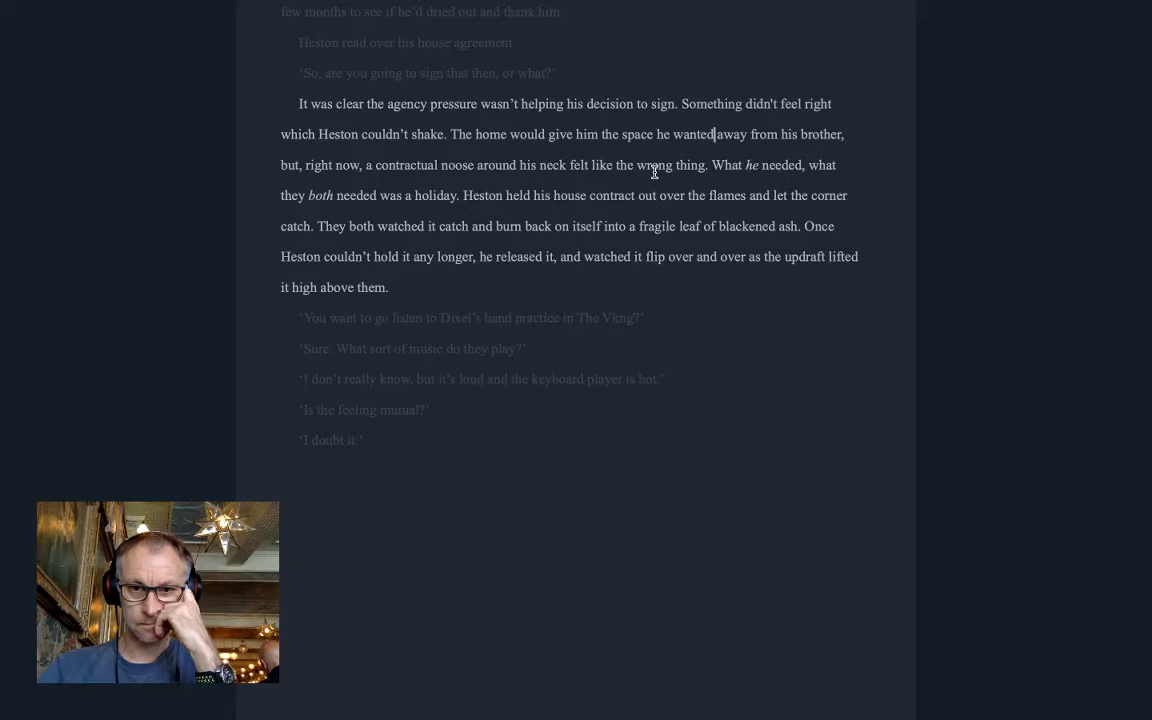 few months to see if he’d dried out and thank him
Heston read over his house agreement
‘So, are you going to sign that then, or what?’
It was clear the agency pressure wasn’t helping his decision to sign. Something didn't feel right
which Heston couldn’t shake. The home would give him the space he wanted away from his brother,
but, right now, a contractual noose around his neck felt like the wrong thing. What he needed, what
they both needed was a holiday. Heston held his house contract out over the flames and let the corner
catch. They both watched it catch and burn back on itself into a fragile leaf of blackened ash. Once
Heston couldn’t hold it any longer, he released it, and watched it flip over and over as the updraft lifted
it high above them.
‘You want to go listen to Dixel’s band practice in The Vkng?’
‘Sure. What sort of music do they play?’
‘I don’t really know, but it’s loud and the keyboard player is hot.’
‘Is the feeling mutual?’
‘I doubt it.’